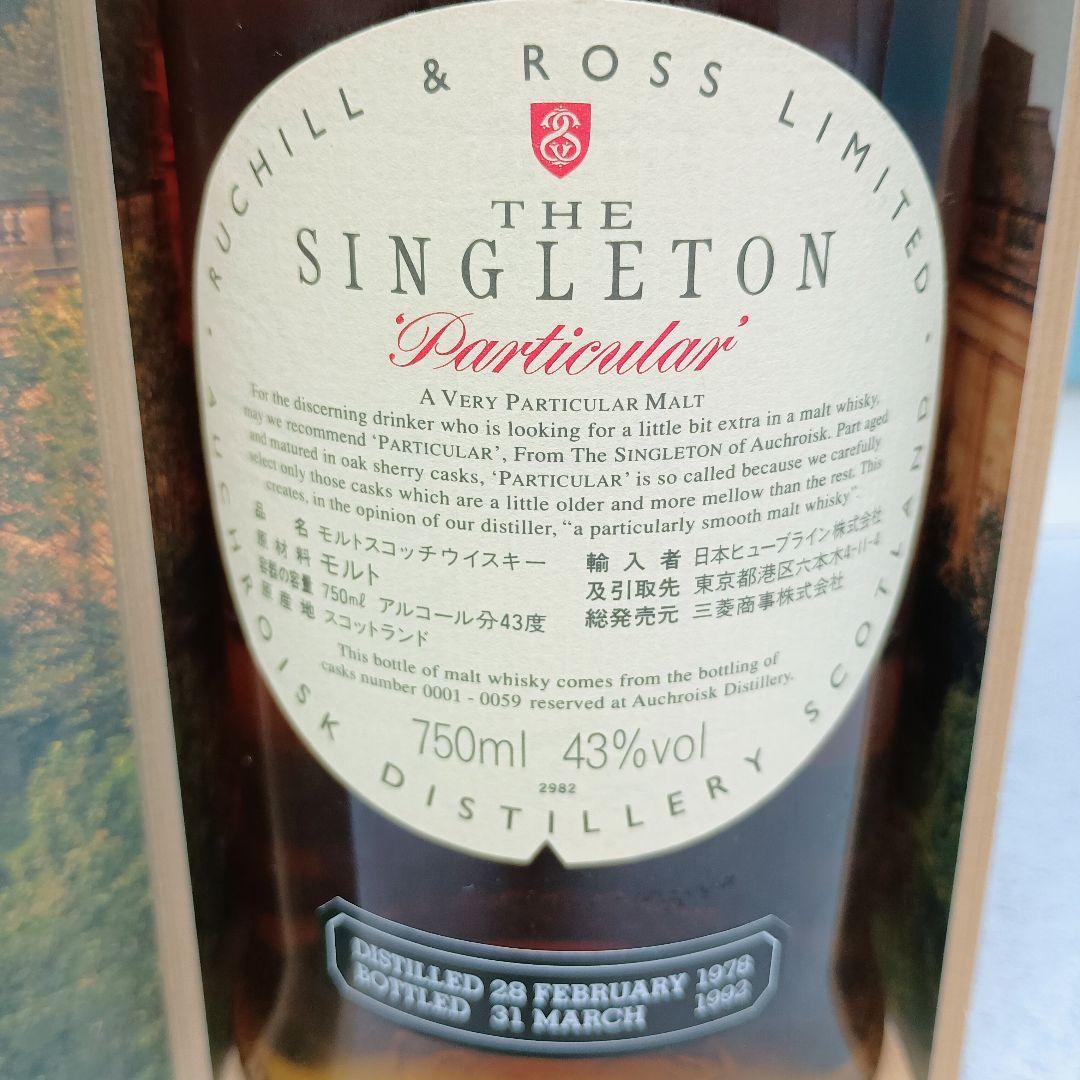 RUCHILL & ROSS LIMITED · AUCHROISK DISTILLERY SCOTLAND ·
THE
SINGLETON
‘Particular’
A VERY PARTICULAR MALT
For the discerning drinker who is looking for a little bit extra in a malt whisky,
may we recommend ‘PARTICULAR’, From The SINGLETON of Auchroisk. Part aged
and matured in oak sherry casks, ‘PARTICULAR’ is so called because we carefully
select only those casks which are a little older and more mellow than the rest. This
creates, in the opinion of our distiller, “a particularly smooth malt whisky”.
品名 モルトスコッチウイスキー
原材料 モルト
容器の容量 750mℓ アルコール分43度
原産地 スコットランド
輸入者 日本ヒューブライン株式会社
及引取先 東京都港区六本木4-11-4
総発売元 三菱商事株式会社
This bottle of malt whisky comes from the bottling of
casks number 0001 - 0059 reserved at Auchroisk Distillery.
750ml 43%vol
2982
DISTILLED 28 FEBRUARY 1978
BOTTLED 31 MARCH 1992